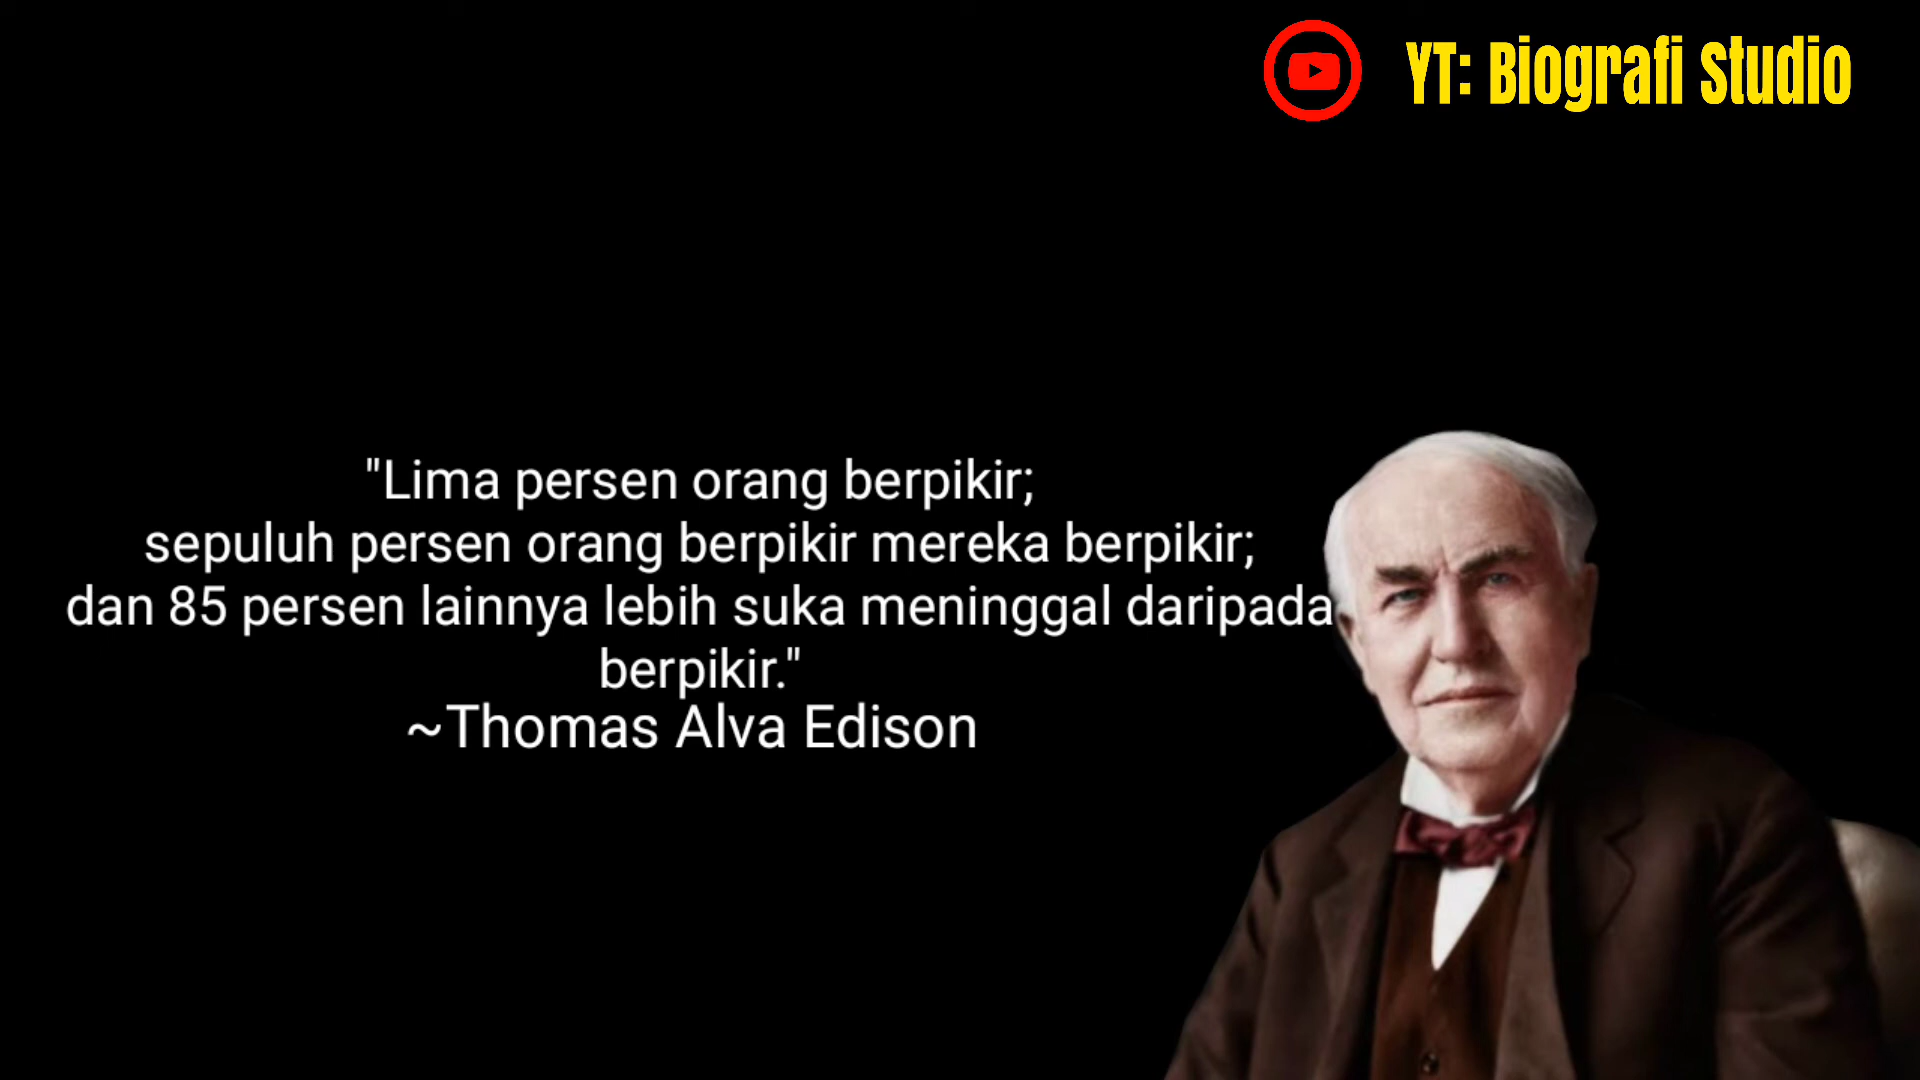 YT: Biografi Studio
"Lima persen orang berpikir;
sepuluh persen orang berpikir mereka berpikir;
dan 85 persen lainnya lebih suka meninggal daripada
berpikir."
~Thomas Alva Edison